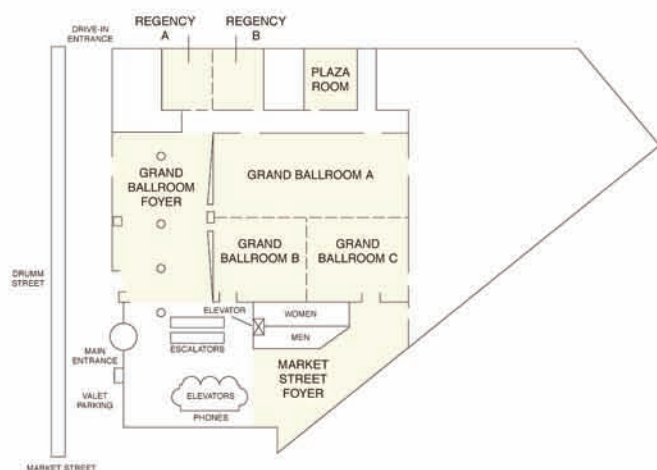 DRIVE-IN
ENTRANCE
REGENCY
A
REGENCY
B
PLAZA
ROOM
GRAND
BALLROOM
FOYER
GRAND BALLROOM A
GRAND
BALLROOM B
GRAND
BALLROOM C
DRUMM
STREET
ELEVATOR
WOMEN
MEN
ESCALATORS
MAIN
ENTRANCE
MARKET
STREET
FOYER
VALET
PARKING
ELEVATORS
PHONES
MARKET STREET